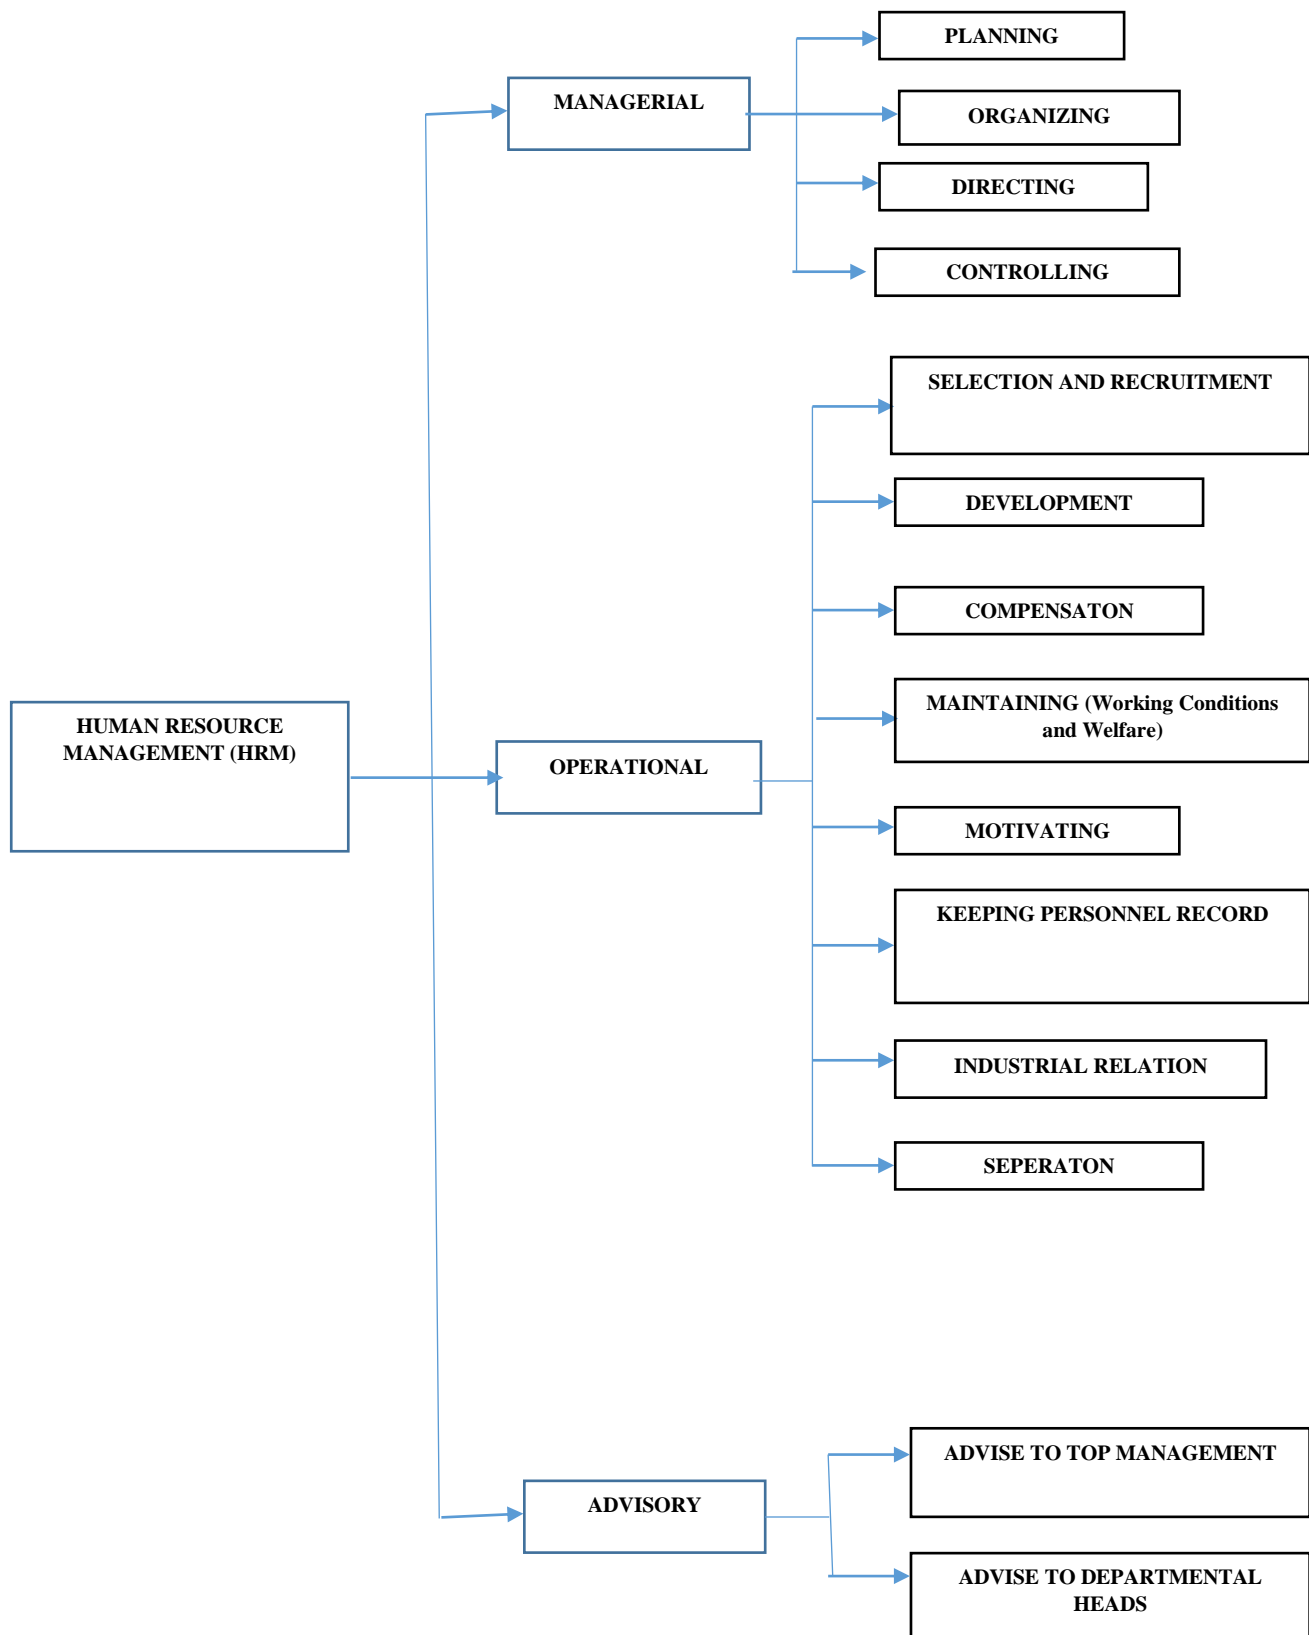 PLANNING
MANAGERIAL
ORGANIZING
DIRECTING
CONTROLLING
SELECTION AND RECRUITMENT
DEVELOPMENT
COMPENSATON
MAINTAINING (Working Conditions
and Welfare)
HUMAN RESOURCE
MANAGEMENT (HRM)
OPERATIONAL
MOTIVATING
KEEPING PERSONNEL RECORD
INDUSTRIAL RELATION
SEPERATON
ADVISE TO TOP MANAGEMENT
ADVISORY
ADVISE TO DEPARTMENTAL
HEADS